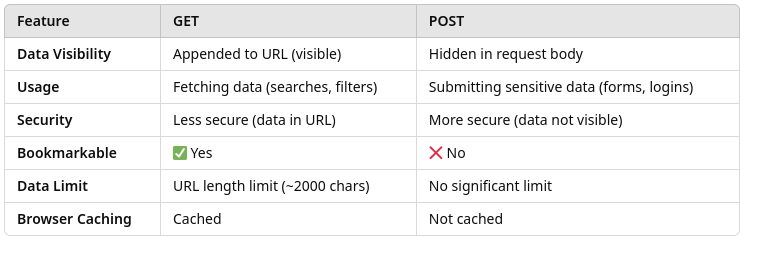 Feature GET POST
Data Visibility Appended to URL (visible) Hidden in request body
Usage Fetching data (searches, filters) Submitting sensitive data (forms, logins)
Security Less secure (data in URL) More secure (data not visible)
Bookmarkable ✅ Yes ❌ No
Data Limit URL length limit (~2000 chars) No significant limit
Browser Caching Cached Not cached